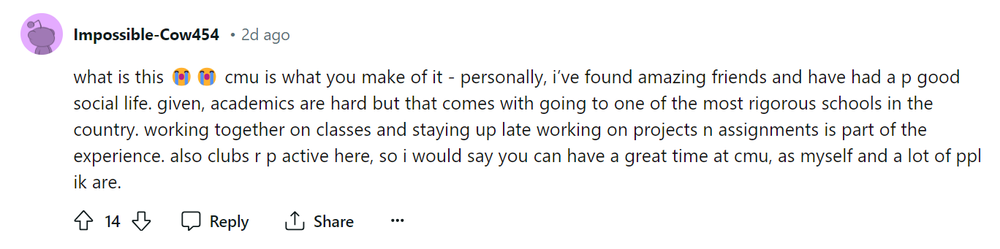 Impossible-Cow454 • 2d ago
what is this 😭 😭 cmu is what you make of it - personally, i’ve found amazing friends and have had a p good
social life. given, academics are hard but that comes with going to one of the most rigorous schools in the
country. working together on classes and staying up late working on projects n assignments is part of the
experience. also clubs r p active here, so i would say you can have a great time at cmu, as myself and a lot of ppl
ik are.
14 Reply Share ···